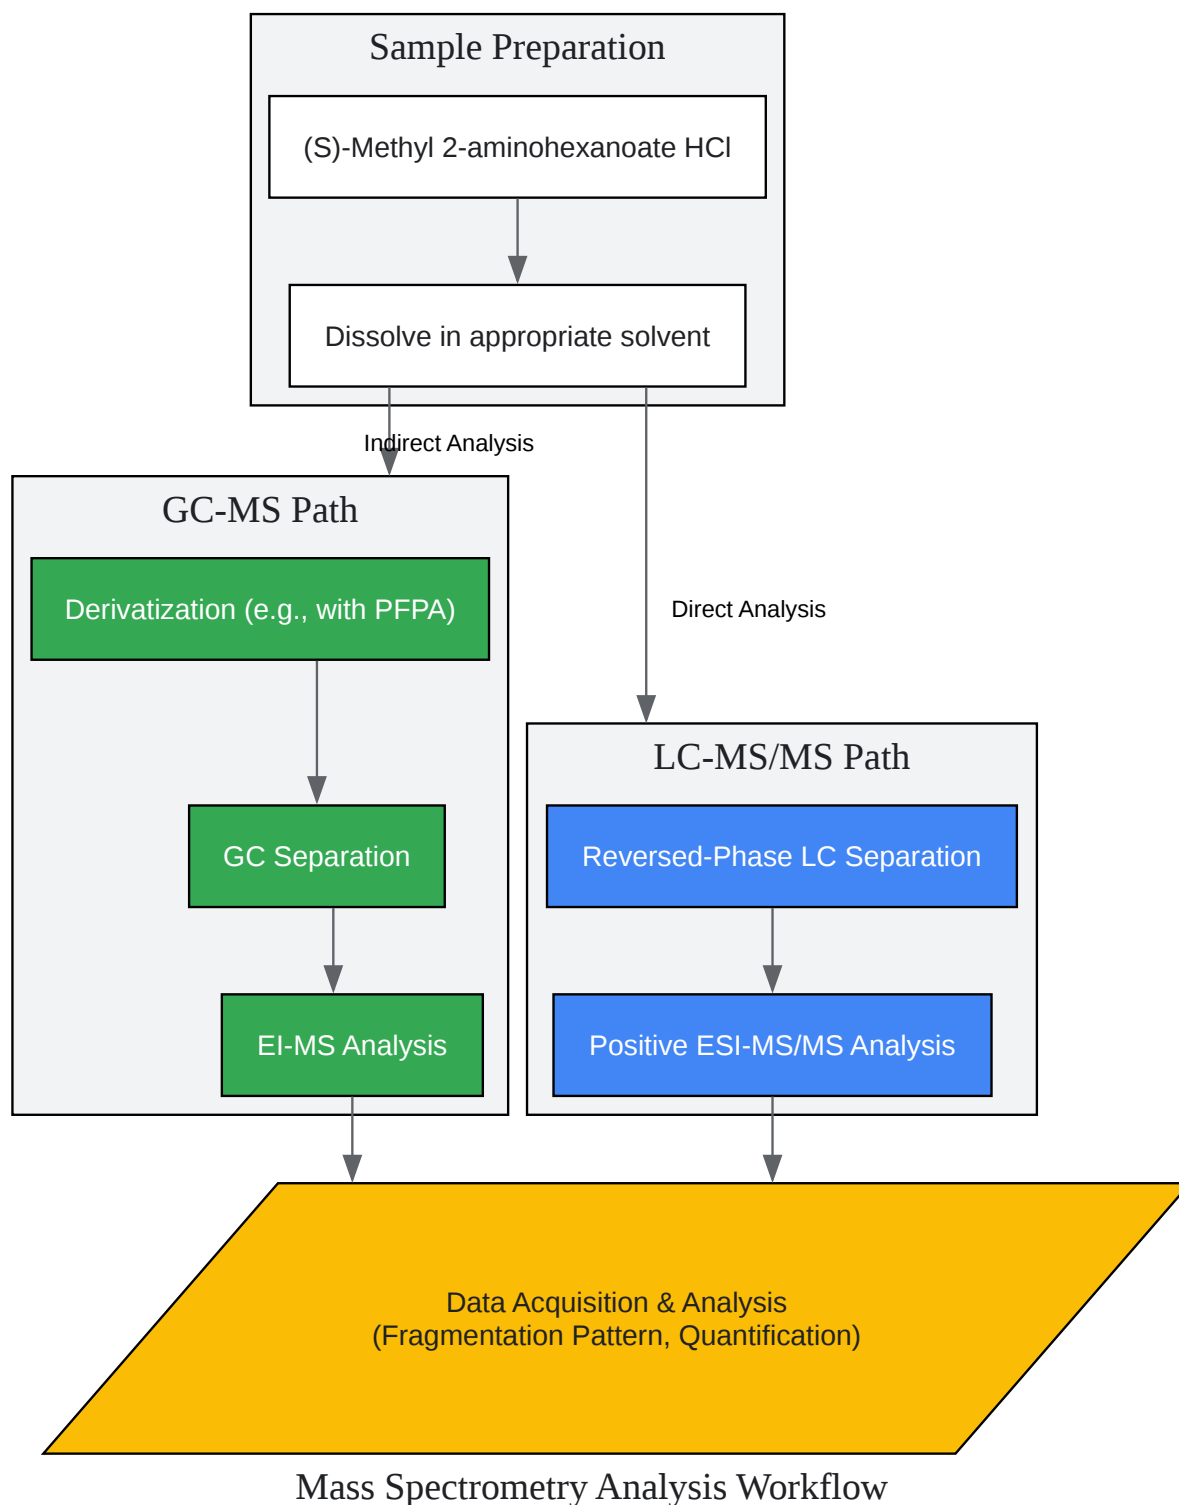 Sample Preparation
(S)-Methyl 2-aminohexanoate HCl
Dissolve in appropriate solvent
Indirect Analysis
GC-MS Path
Derivatization (e.g., with PFPA)
Direct Analysis
LC-MS/MS Path
GC Separation
Reversed-Phase LC Separation
EI-MS Analysis
Positive ESI-MS/MS Analysis
Data Acquisition & Analysis
(Fragmentation Pattern, Quantification)
Mass Spectrometry Analysis Workflow